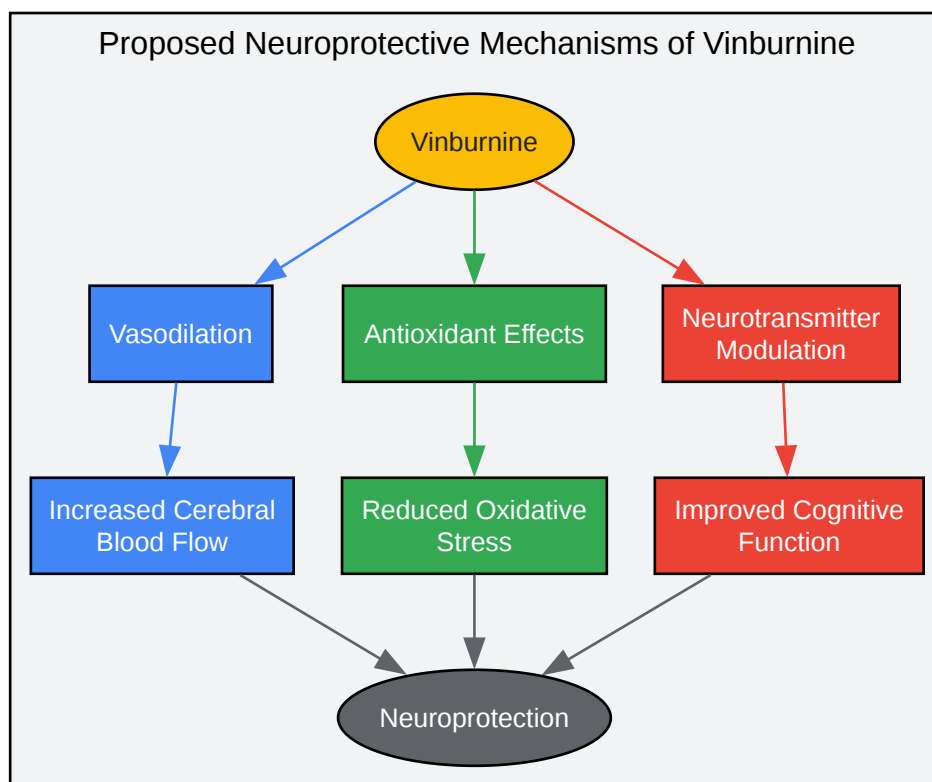 Proposed Neuroprotective Mechanisms of Vinburnine
Vinburnine
Vasodilation
Antioxidant Effects
Neurotransmitter
Modulation
Increased Cerebral
Blood Flow
Reduced Oxidative
Stress
Improved Cognitive
Function
Neuroprotection